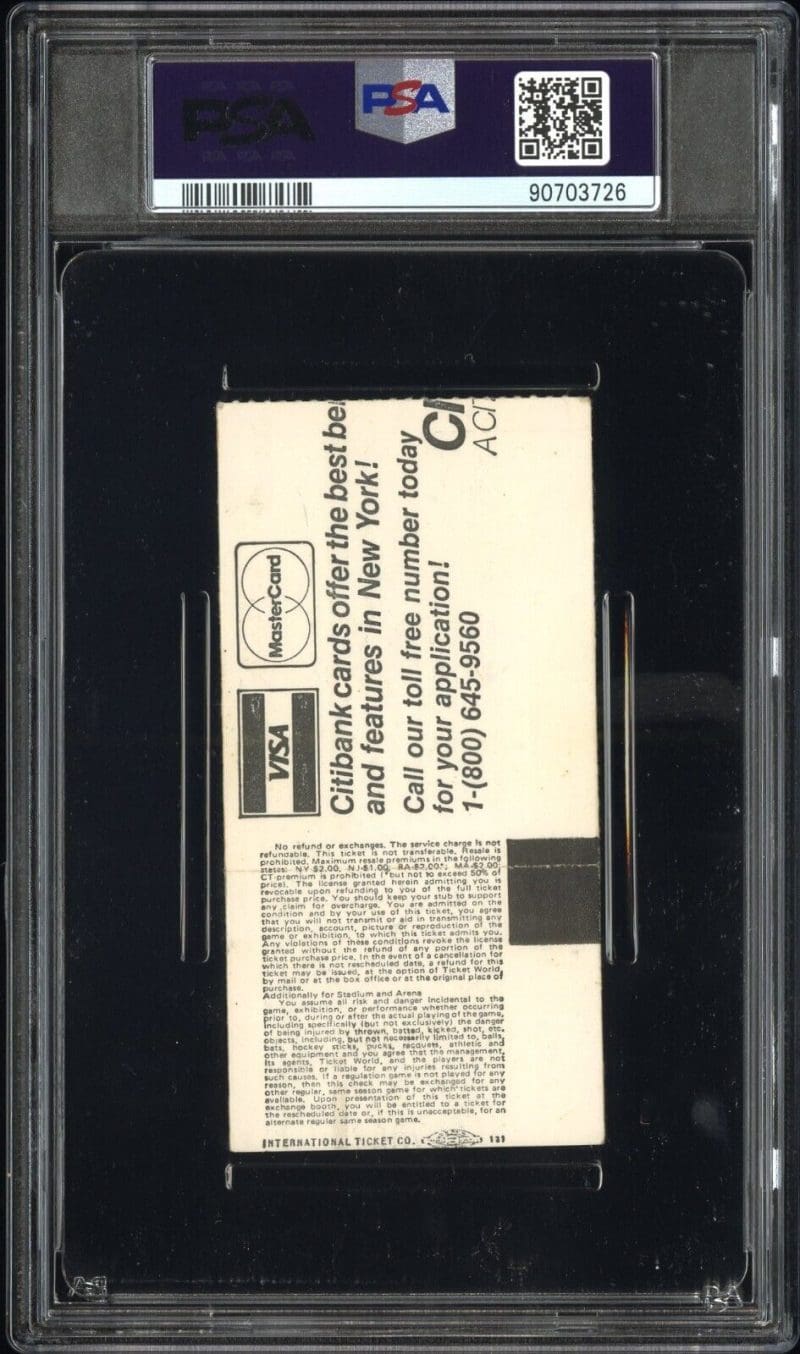 PSA
PSA
90703726
MasterCard
VISA
Citibank cards offer the best be
and features in New York!
Call our toll free number today
for your application!
1-(800) 645-9560
CI
A CIT
No refund or exchanges. The service charge is not
refundable. This ticket is not transferable. Resale is
prohibited. Maximum resale premiums in the following
states: NY-$2.00, NJ-$1.00, RA-$2.00*; MA-$2.00;
CT-premium is prohibited (*but not to exceed 50% of
price). The license granted herein admitting you is
revocable upon refunding to you of the full ticket
purchase price. You should keep your stub to support
any claim for overcharge. You are admitted on the
condition and by your use of this ticket, you agree
that you will not transmit or aid in transmitting any
description, account, picture or reproduction of the
game or exhibition, to which this ticket admits you.
Any violations of these conditions revoke the license
granted without the refund of any portion of the
ticket purchase price. In the event of a cancellation for
which there is not rescheduled date, a refund for this
ticket may be issued, at the option of Ticket World,
by mail or at the box office or at the original place of
purchase.
Additionally for Stadium and Arena
You assume all risk and danger incidental to the
game, exhibition, or performance whether occurring
prior to, during or after the actual playing of the game,
including specifically (but not exclusively) the danger
of being injured by thrown, batted, kicked, shot, etc.
objects, including, but not necessarily limited to, balls,
bats, hockey sticks, pucks, racquets, athletic and
other equipment and you agree that the management,
its agents, Ticket World, and the players are not
responsible or liable for any injuries resulting from
such causes. If a regulation game is not played for any
reason, then this check may be exchanged for any
other regular, same season game for which tickets are
available. Upon presentation of this ticket at the
exchange booth, you will be entitled to a ticket for
the rescheduled date or, if this is unacceptable, for an
alternate regular same season game.
INTERNATIONAL TICKET CO. 131